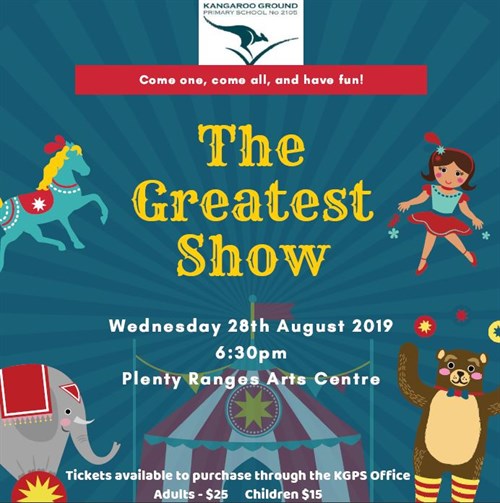 KANGAROO GROUND
PRIMARY SCHOOL No 2105
Come one, come all, and have fun!
The
Greatest
Show
Wednesday 28th August 2019
6:30pm
Plenty Ranges Arts Centre
Tickets available to purchase through the KGPS Office
Adults - $25 Children $15